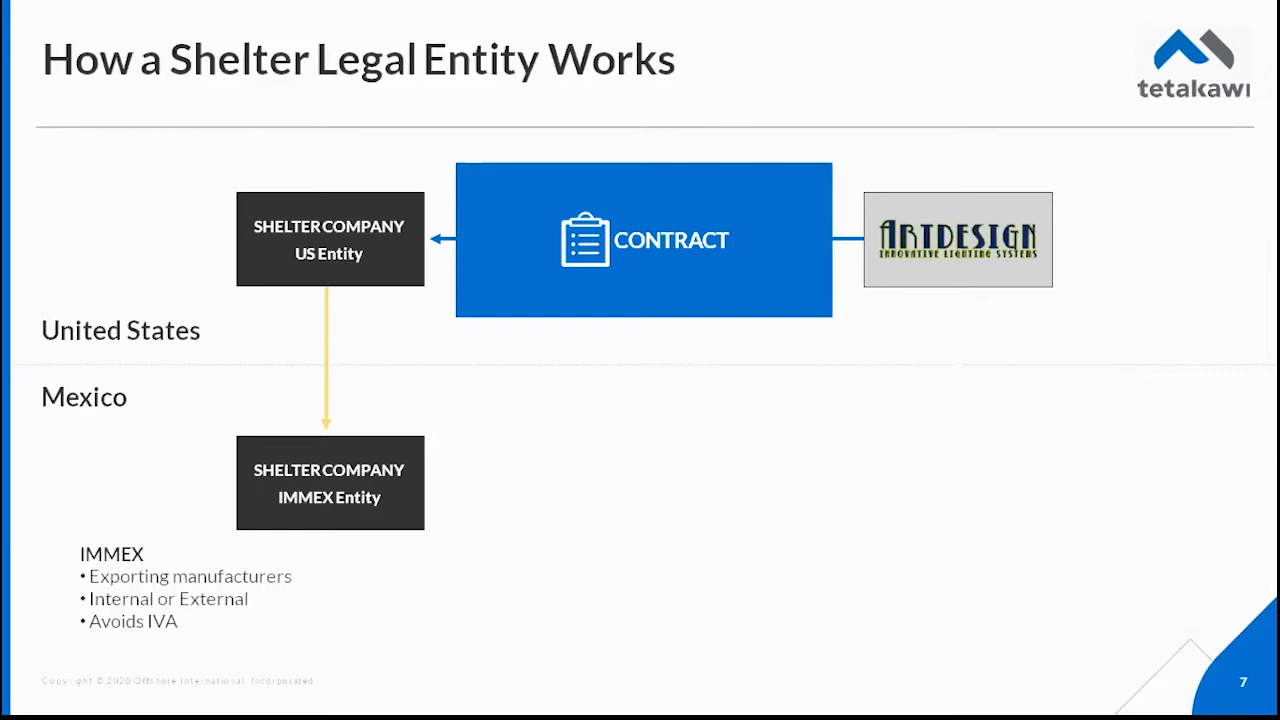 How a Shelter Legal Entity Works
tetakawi
SHELTER COMPANY
US Entity
CONTRACT
ARTDESIGN
INNOVATIVE LIGHTING SYSTEMS
United States
Mexico
SHELTER COMPANY
IMMEX Entity
IMMEX
• Exporting manufacturers
• Internal or External
• Avoids IVA
Copyright © 2020 Offshore International, Incorporated
7